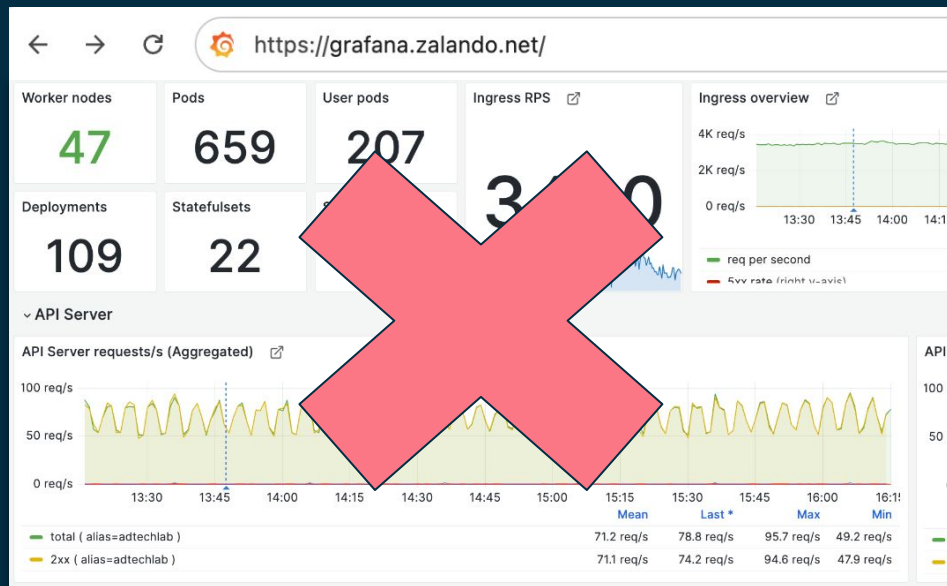 https://grafana.zalando.net/
Worker nodes
Pods
User pods
Ingress RPS
Ingress overview
47
659
207
4K req/s
2K req/s
0 req/s
13:30 13:45 14:00
Deployments
Statefulsets
109
22
req per second
5xx rate (right y-axis)
API Server
API Server requests/s (Aggregated)
API
100 req/s
100
50 req/s
50
0 req/s
13:30 13:45 14:00 14:15 14:30 14:45 15:00 15:15 15:30 15:45 16:00
Mean Last * Max Min
total ( alias=adtechlab ) 71.2 req/s 78.8 req/s 95.7 req/s 49.2 req/s
2xx ( alias=adtechlab ) 71.1 req/s 74.2 req/s 94.6 req/s 47.9 req/s